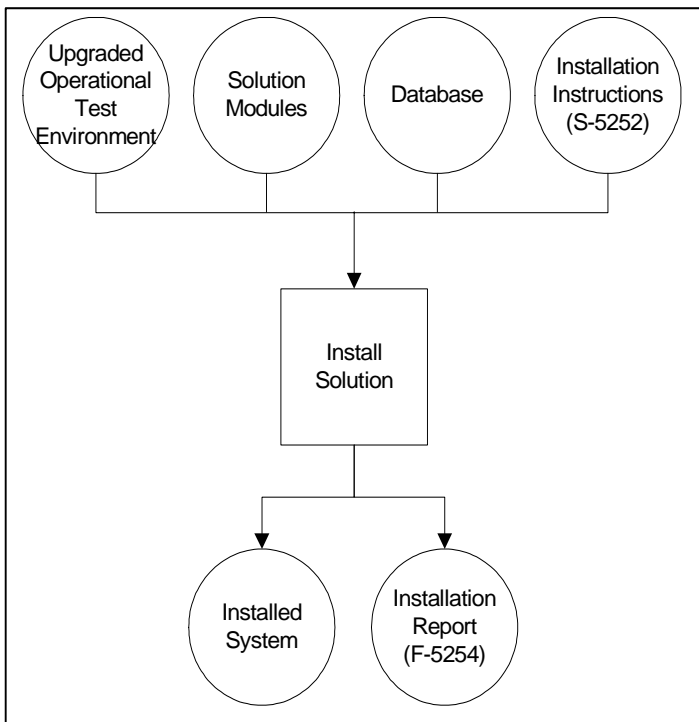 Upgraded
Operational
Test
Environment
Solution
Modules
Database
Installation
Instructions
(S-5252)
Install
Solution
Installed
System
Installation
Report
(F-5254)